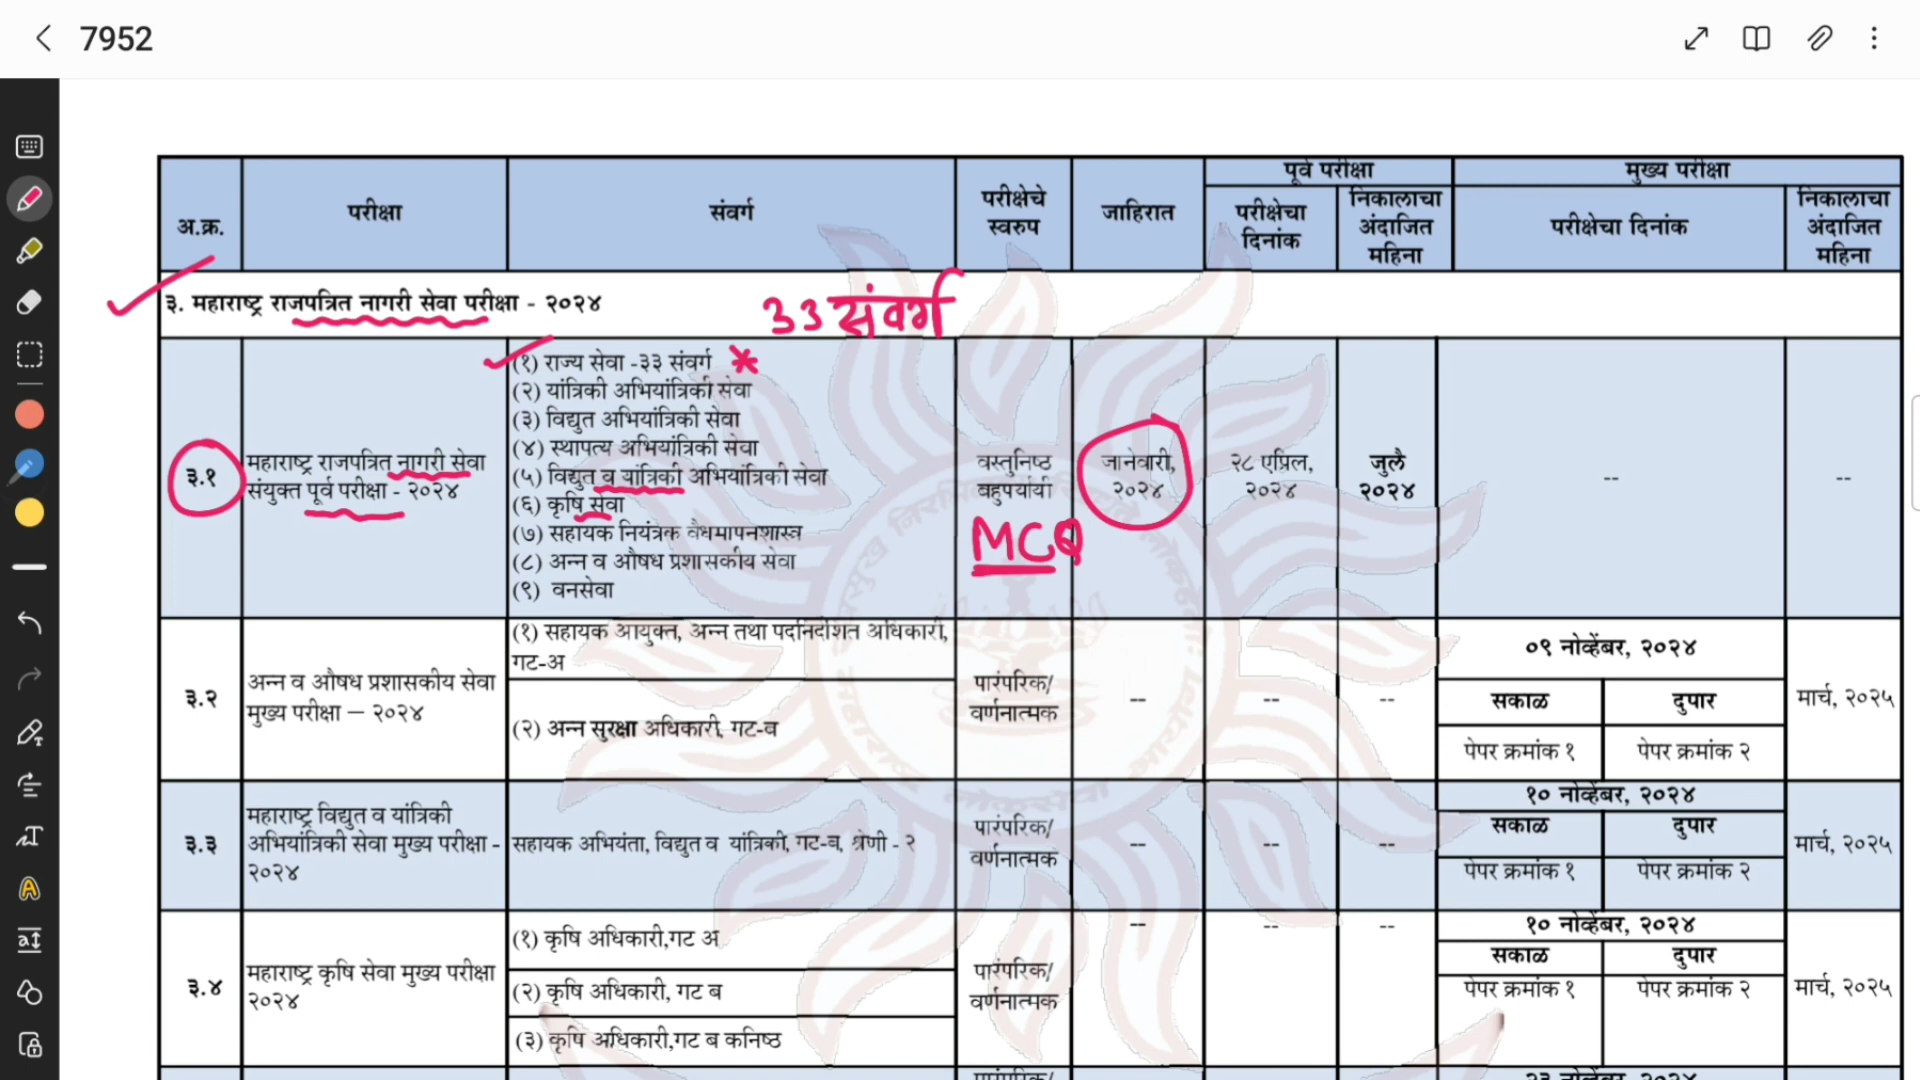 7952
पूर्व परीक्षा
मुख्य परीक्षा
अ.क्र.
परीक्षा
संवर्ग
परीक्षेचे
स्वरुप
जाहिरात
परीक्षेचा
दिनांक
निकालाचा
अंदाजित
महिना
परीक्षेचा दिनांक
निकालाचा
अंदाजित
महिना
३. महाराष्ट्र राजपत्रित नागरी सेवा परीक्षा - २०२४
33 संवर्ग
३.१
महाराष्ट्र राजपत्रित नागरी सेवा
संयुक्त पूर्व परीक्षा - २०२४
(१) राज्य सेवा -३३ संवर्ग
(२) यांत्रिकी अभियांत्रिकी सेवा
(३) विद्युत अभियांत्रिकी सेवा
(४) स्थापत्य अभियांत्रिकी सेवा
(५) विद्युत व यांत्रिकी अभियांत्रिकी सेवा
(६) कृषि सेवा
(७) सहायक नियंत्रक वैधमापनशास्त्र
(८) अन्न व औषध प्रशासकीय सेवा
(९) वनसेवा
वस्तुनिष्ठ
बहुपर्यायी
MCQ
जानेवारी,
२०२४
२८ एप्रिल,
२०२४
जुलै
२०२४
--
--
३.२
अन्न व औषध प्रशासकीय सेवा
मुख्य परीक्षा – २०२४
(१) सहायक आयुक्त, अन्न तथा पदनिर्देशित अधिकारी,
गट-अ
(२) अन्न सुरक्षा अधिकारी, गट-ब
पारंपरिक/
वर्णनात्मक
--
--
--
०९ नोव्हेंबर, २०२४
सकाळ
दुपार
पेपर क्रमांक १
पेपर क्रमांक २
मार्च, २०२५
३.३
महाराष्ट्र विद्युत व यांत्रिकी
अभियांत्रिकी सेवा मुख्य परीक्षा -
२०२४
सहायक अभियंता, विद्युत व यांत्रिकी, गट-ब, श्रेणी - २
पारंपरिक/
वर्णनात्मक
--
--
--
१० नोव्हेंबर, २०२४
सकाळ
दुपार
पेपर क्रमांक १
पेपर क्रमांक २
मार्च, २०२५
३.४
महाराष्ट्र कृषि सेवा मुख्य परीक्षा
२०२४
(१) कृषि अधिकारी,गट अ
(२) कृषि अधिकारी, गट ब
(३) कृषि अधिकारी,गट ब कनिष्ठ
पारंपरिक/
वर्णनात्मक
--
--
--
१० नोव्हेंबर, २०२४
सकाळ
दुपार
पेपर क्रमांक १
पेपर क्रमांक २
मार्च, २०२५
पारंपरिक/
२३ नोव्हेंबर, २०२४